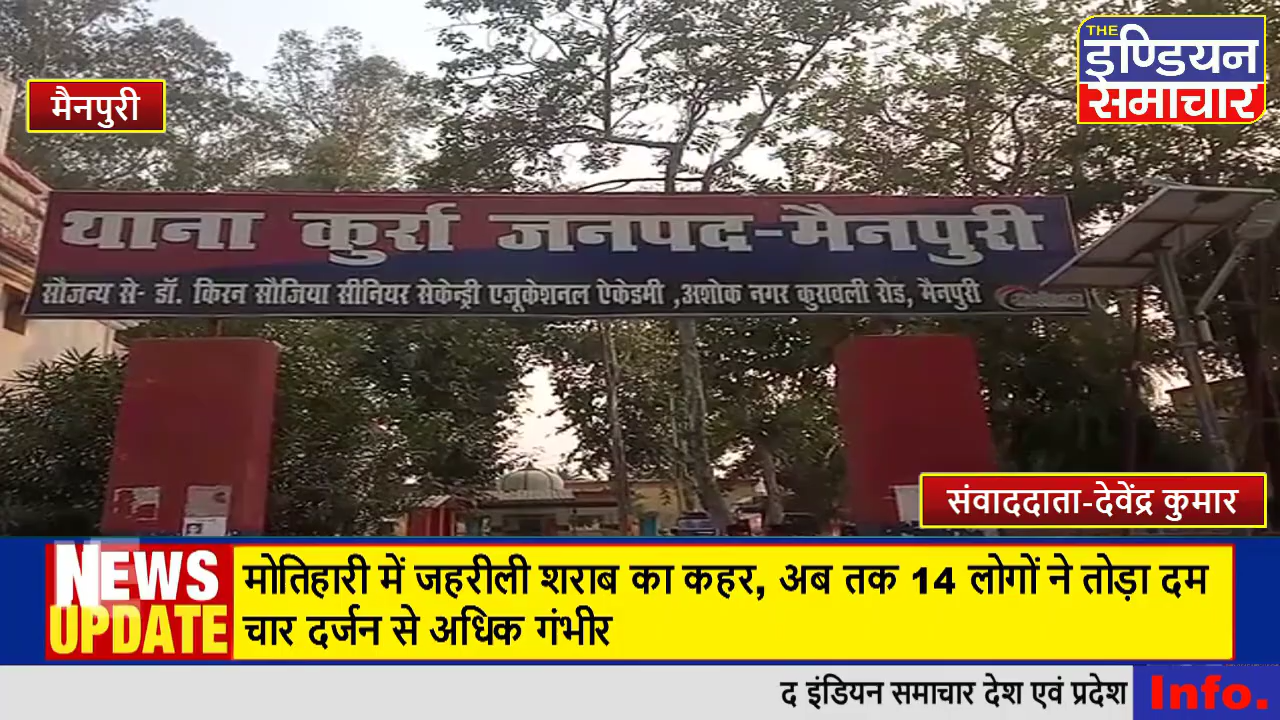 THE
इण्डियन
समाचार
मैनपुरी
थाना कुर्रा जनपद-मैनपुरी
सौजन्य से- डॉ. किरन सौजिया सीनियर सेकेन्ड्री एजूकेशनल ऐकेडमी ,अशोक नगर कुरावली रोड, मैनपुरी
संवाददाता-देवेंद्र कुमार
NEWS
UPDATE
मोतिहारी में जहरीली शराब का कहर, अब तक 14 लोगों ने तोड़ा दम
चार दर्जन से अधिक गंभीर
द इंडियन समाचार देश एवं प्रदेश
Info.